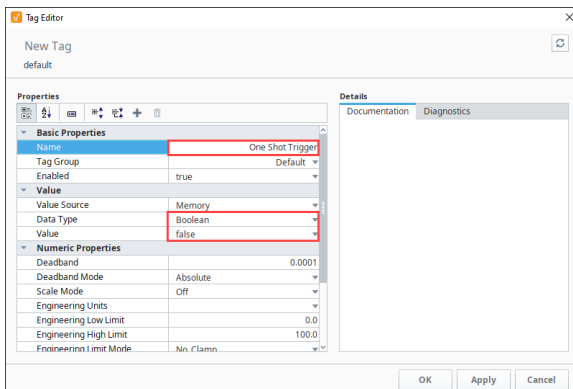 Tag Editor
New Tag
default
Properties
Basic Properties
Name One Shot Trigger
Tag Group Default
Enabled true
Value
Value Source Memory
Data Type Boolean
Value false
Numeric Properties
Deadband 0.0001
Deadband Mode Absolute
Scale Mode Off
Engineering Units
Engineering Low Limit 0.0
Engineering High Limit 100.0
Engineering Limit Mode No_Clamp
Details
Documentation Diagnostics
OK Apply Cancel